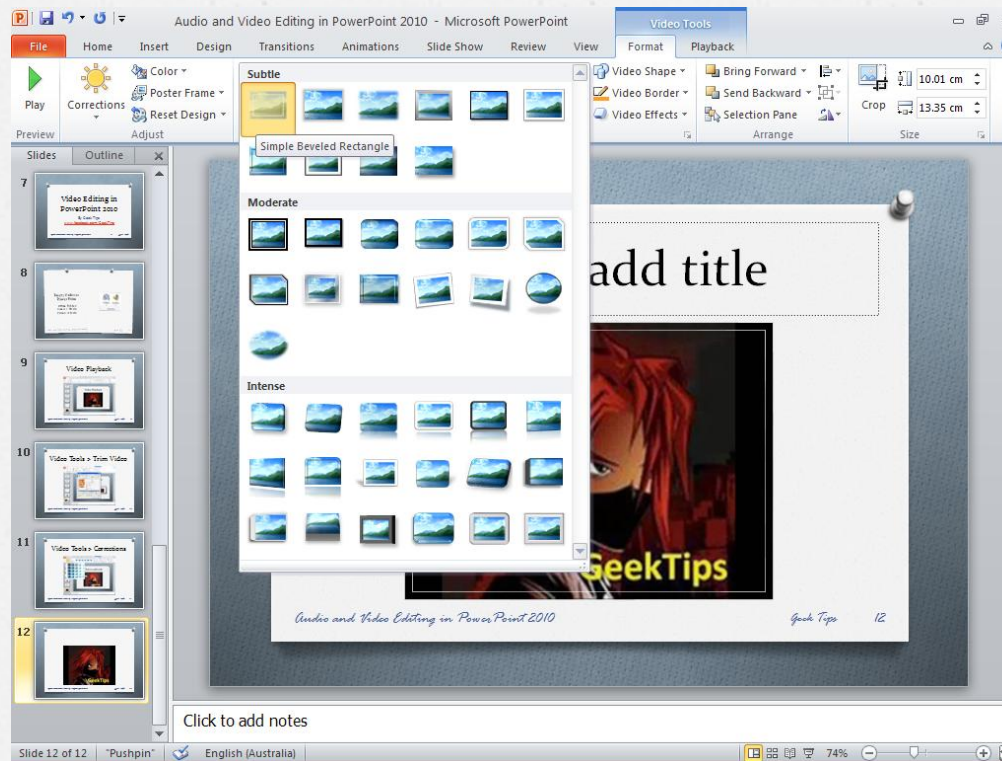 Audio and Video Editing in PowerPoint 2010 - Microsoft PowerPoint
Video Tools
File Home Insert Design Transitions Animations Slide Show Review View Format Playback
Play
Preview
Corrections
Color
Poster Frame
Reset Design
Adjust
Subtle
Simple Beveled Rectangle
Moderate
Intense
Video Shape
Video Border
Video Effects
Bring Forward
Send Backward
Selection Pane
Arrange
Crop
10.01 cm
13.35 cm
Size
Slides Outline
7
Video Editing in
PowerPoint 2010
8
9
Video Playback
10
Video Tools > Trim Video
11
Video Tools > Corrections
12
GeekTips
add title
GeekTips
Audio and Video Editing in PowerPoint 2010 Geek Tips 12
Click to add notes
Slide 12 of 12 "Pushpin" English (Australia) 74%